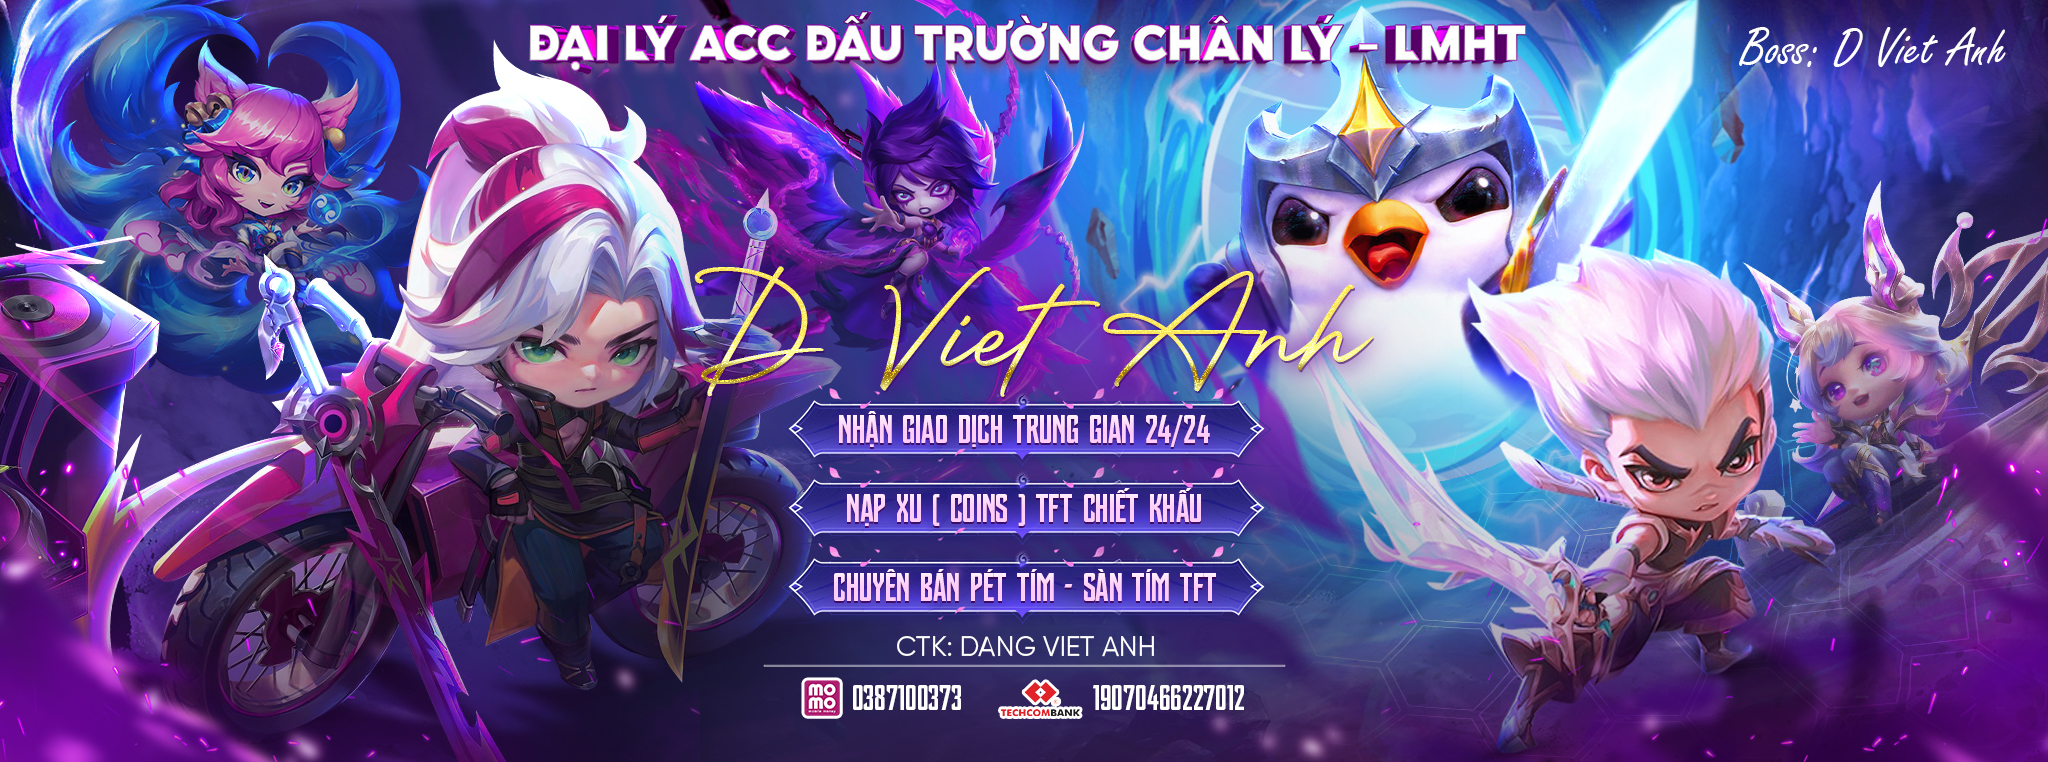 ĐẠI LÝ ACC ĐẤU TRƯỜNG CHÂN LÝ - LMHT
Boss: D Viet Anh
D Viet Anh
NHẬN GIAO DỊCH TRUNG GIAN 24/24
NẠP XU ( COINS ) TFT CHIẾT KHẤU
CHUYÊN BÁN PÉT TÍM - SÀN TÍM TFT
CTK: DANG VIET ANH
mo mo 0387100373 TECHCOMBANK 19070466227012